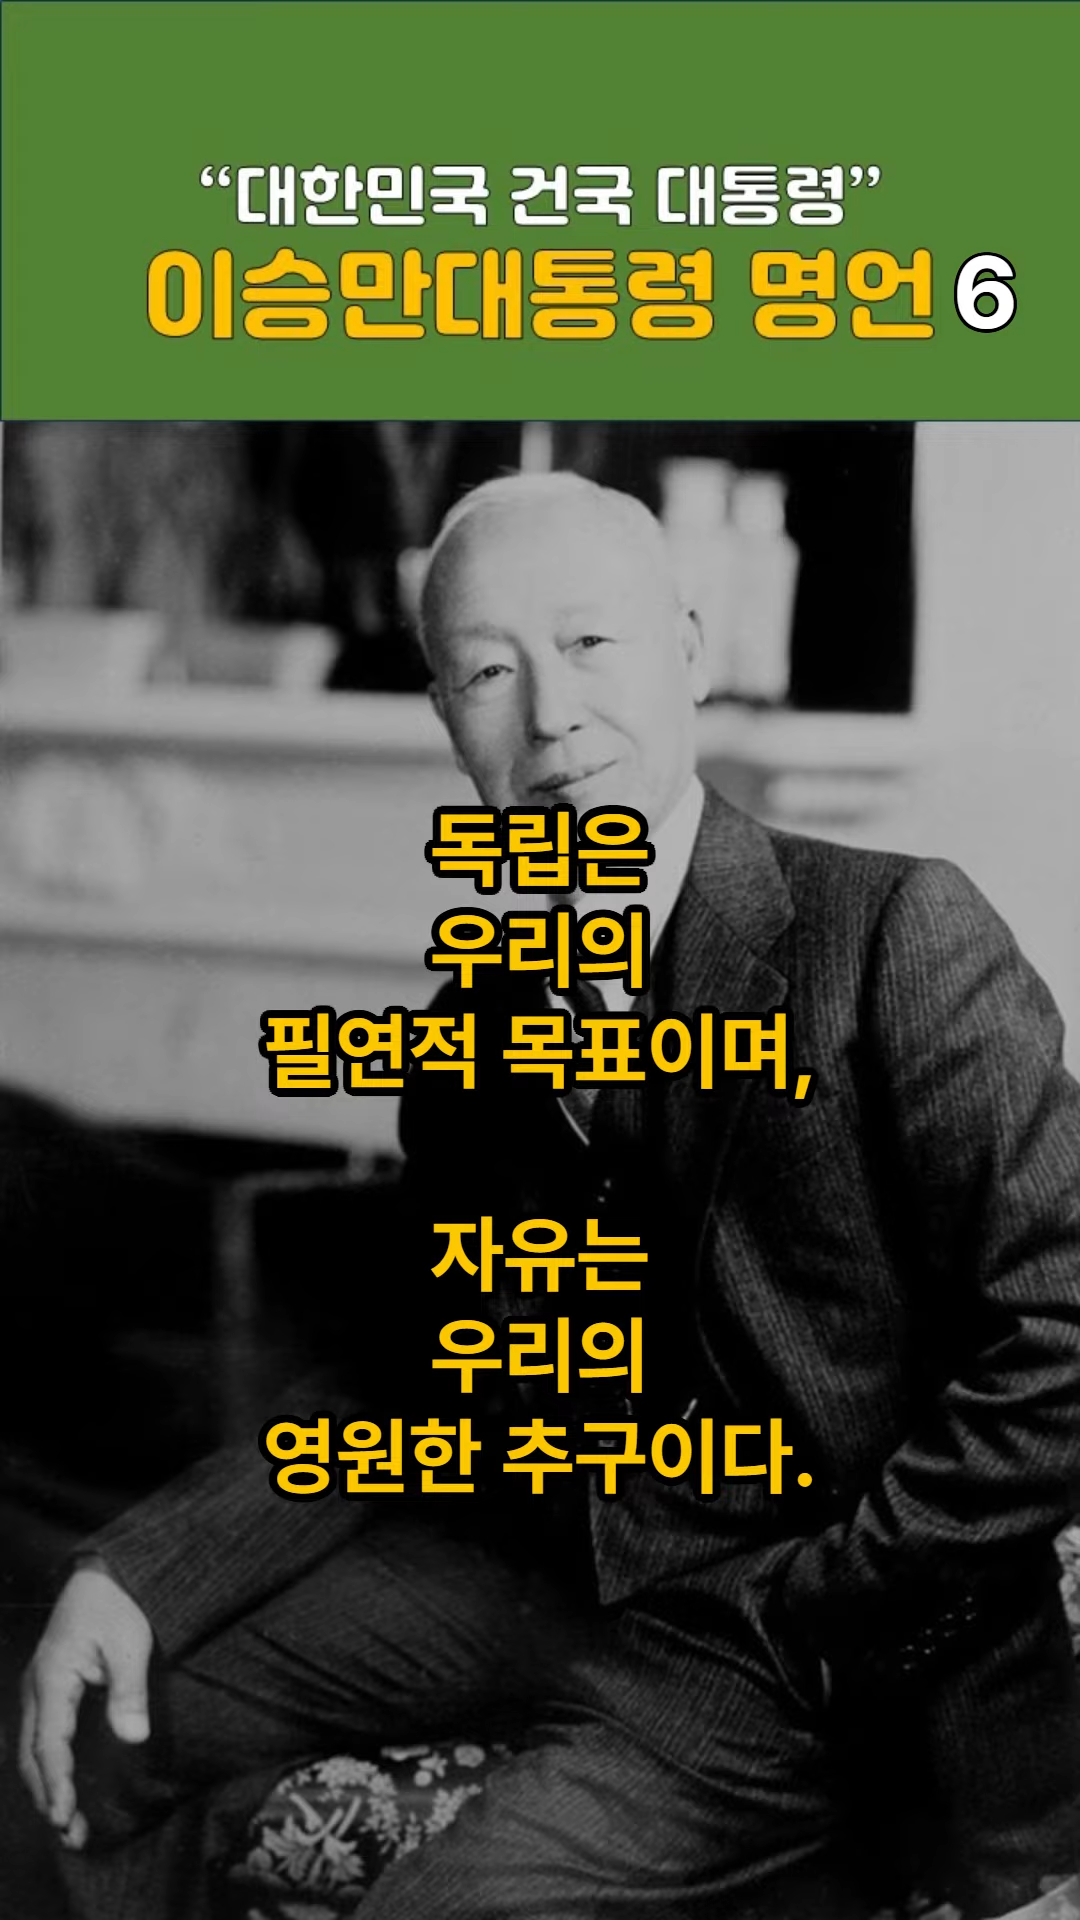 “대한민국 건국 대통령”
이승만대통령 명언 6
독립은
우리의
필연적 목표이며,
자유는
우리의
영원한 추구이다.